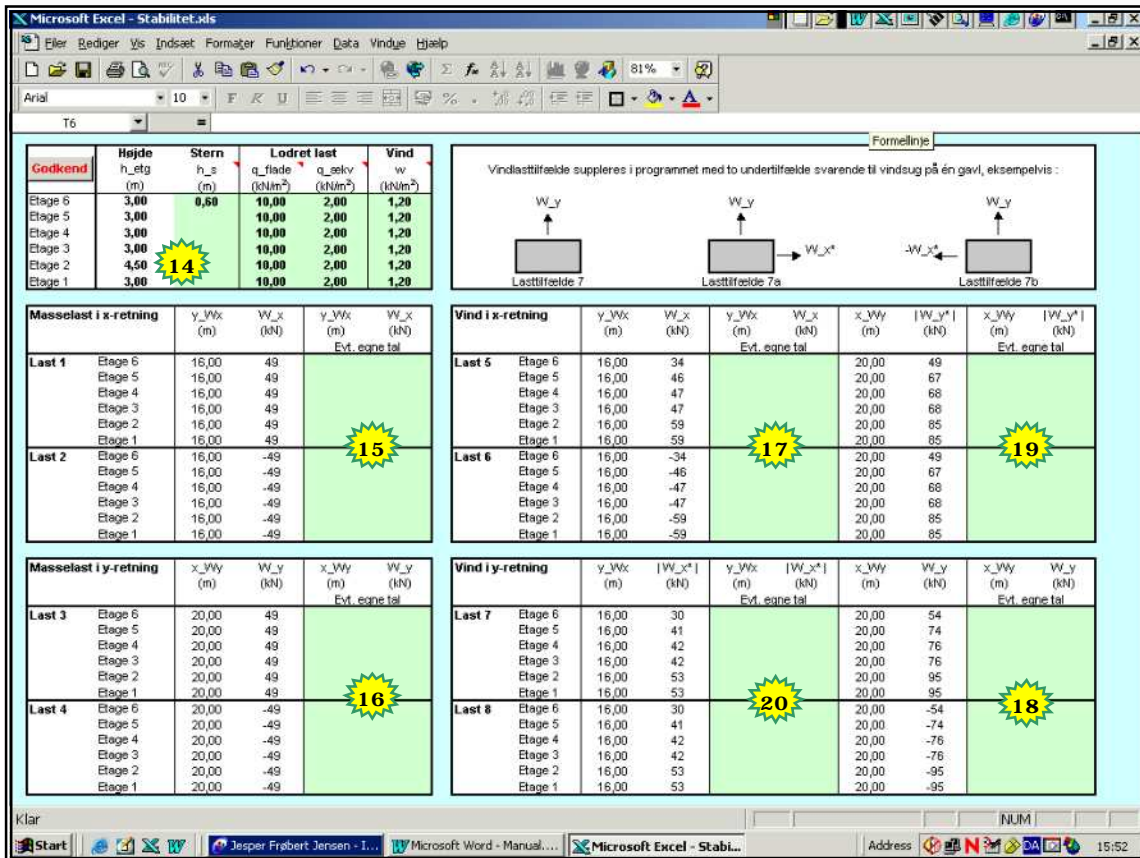 Microsoft Excel - Stabilitet.xls
Filer Rediger Vis Indsæt Formater Funktioner Data Vindue Hjælp
81%
Arial 10 F K U
T6 =
Formellinje
Godkend
Højde Stern Lodret last Vind
h_etg h_s q_flade q_ækv w
(m) (m) (kN/m²) (kN/m²) (kN/m²)
Etage 6 3,00 0,60 10,00 2,00 1,20
Etage 5 3,00 10,00 2,00 1,20
Etage 4 3,00 10,00 2,00 1,20
Etage 3 3,00 10,00 2,00 1,20
Etage 2 4,50 10,00 2,00 1,20
Etage 1 3,00 10,00 2,00 1,20
14
Vindlasttilfælde suppleres i programmet med to undertilfælde svarende til vindsug på én gavl, eksempelvis :
W_y W_y W_y
W_x* -W_x*
Lasttilfælde 7 Lasttilfælde 7a Lasttilfælde 7b
Masselast i x-retning y_Wx W_x y_Wx W_x
(m) (kN) (m) (kN)
Evt. egne tal
Last 1 Etage 6 16,00 49
Etage 5 16,00 49
Etage 4 16,00 49
Etage 3 16,00 49
Etage 2 16,00 49
Etage 1 16,00 49
15
Last 2 Etage 6 16,00 -49
Etage 5 16,00 -49
Etage 4 16,00 -49
Etage 3 16,00 -49
Etage 2 16,00 -49
Etage 1 16,00 -49
Vind i x-retning y_Wx W_x y_Wx W_x x_Wy |W_y*| x_Wy |W_y*|
(m) (kN) (m) (kN) (m) (kN) (m) (kN)
Evt. egne tal Evt. egne tal
Last 5 Etage 6 16,00 34 20,00 49
Etage 5 16,00 46 20,00 67
Etage 4 16,00 47 20,00 68
Etage 3 16,00 47 20,00 68
Etage 2 16,00 59 20,00 85
Etage 1 16,00 59 20,00 85
17 19
Last 6 Etage 6 16,00 -34 20,00 49
Etage 5 16,00 -46 20,00 67
Etage 4 16,00 -47 20,00 68
Etage 3 16,00 -47 20,00 68
Etage 2 16,00 -59 20,00 85
Etage 1 16,00 -59 20,00 85
Masselast i y-retning x_Wy W_y x_Wy W_y
(m) (kN) (m) (kN)
Evt. egne tal
Last 3 Etage 6 20,00 49
Etage 5 20,00 49
Etage 4 20,00 49
Etage 3 20,00 49
Etage 2 20,00 49
Etage 1 20,00 49
16
Last 4 Etage 6 20,00 -49
Etage 5 20,00 -49
Etage 4 20,00 -49
Etage 3 20,00 -49
Etage 2 20,00 -49
Etage 1 20,00 -49
Vind i y-retning y_Wx |W_x*| y_Wx |W_x*| x_Wy W_y x_Wy W_y
(m) (kN) (m) (kN) (m) (kN) (m) (kN)
Evt. egne tal Evt. egne tal
Last 7 Etage 6 16,00 30 20,00 54
Etage 5 16,00 41 20,00 74
Etage 4 16,00 42 20,00 76
Etage 3 16,00 42 20,00 76
Etage 2 16,00 53 20,00 95
Etage 1 16,00 53 20,00 95
20 18
Last 8 Etage 6 16,00 30 20,00 -54
Etage 5 16,00 41 20,00 -74
Etage 4 16,00 42 20,00 -76
Etage 3 16,00 42 20,00 -76
Etage 2 16,00 53 20,00 -95
Etage 1 16,00 53 20,00 -95
Klar NUM
Start Jesper Frøbert Jensen - I... Microsoft Word - Manual.... Microsoft Excel - Stabi... Address DA 15:52